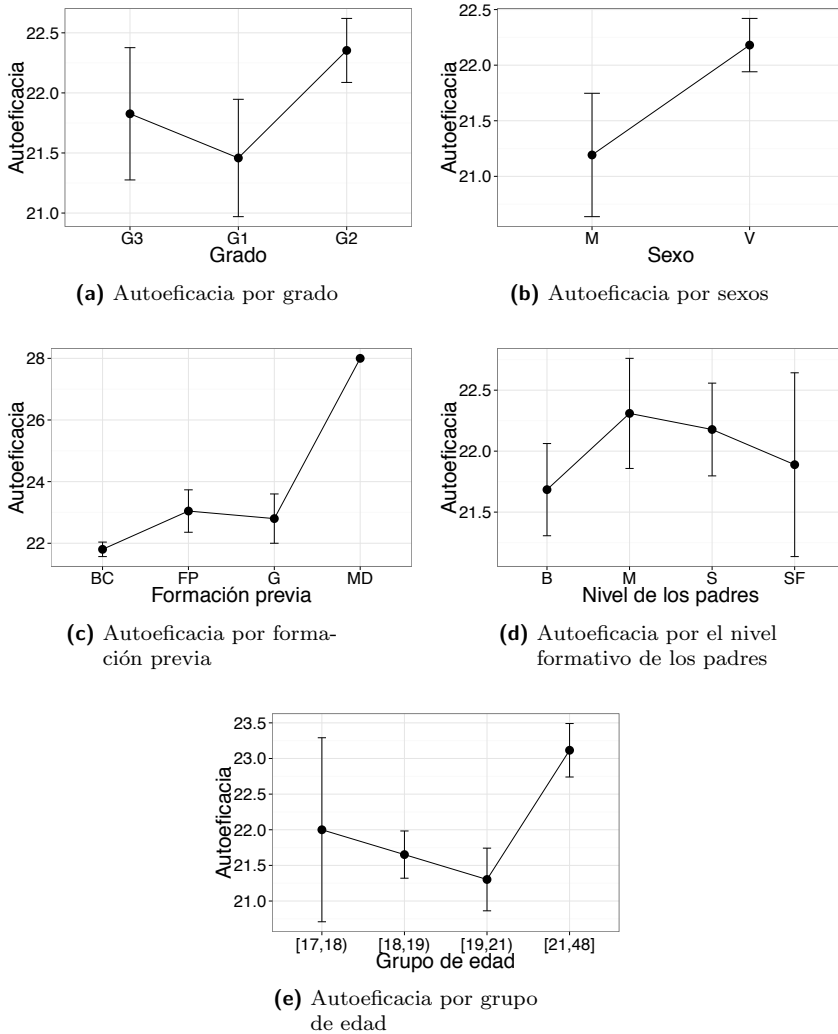 22.5
22.0
21.5
21.0
Autoeficacia
G3 G1 G2
Grado
(a) Autoeficacia por grado
22.5
22.0
21.5
21.0
Autoeficacia
M V
Sexo
(b) Autoeficacia por sexos
28
26
24
22
Autoeficacia
BC FP G MD
Formación previa
(c) Autoeficacia por forma-
ción previa
22.5
22.0
21.5
Autoeficacia
B M S SF
Nivel de los padres
(d) Autoeficacia por el nivel
formativo de los padres
23.5
23.0
22.5
22.0
21.5
21.0
Autoeficacia
[17,18) [18,19) [19,21) [21,48]
Grupo de edad
(e) Autoeficacia por grupo
de edad